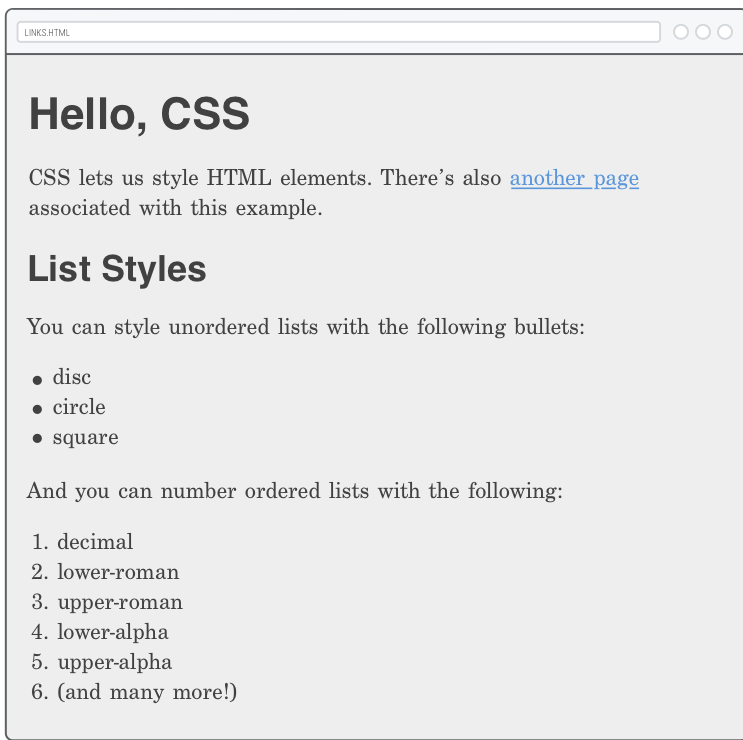 LINKS.HTML
Hello, CSS
CSS lets us style HTML elements. There’s also another page
associated with this example.
List Styles
You can style unordered lists with the following bullets:
• disc
• circle
• square
And you can number ordered lists with the following:
1. decimal
2. lower-roman
3. upper-roman
4. lower-alpha
5. upper-alpha
6. (and many more!)